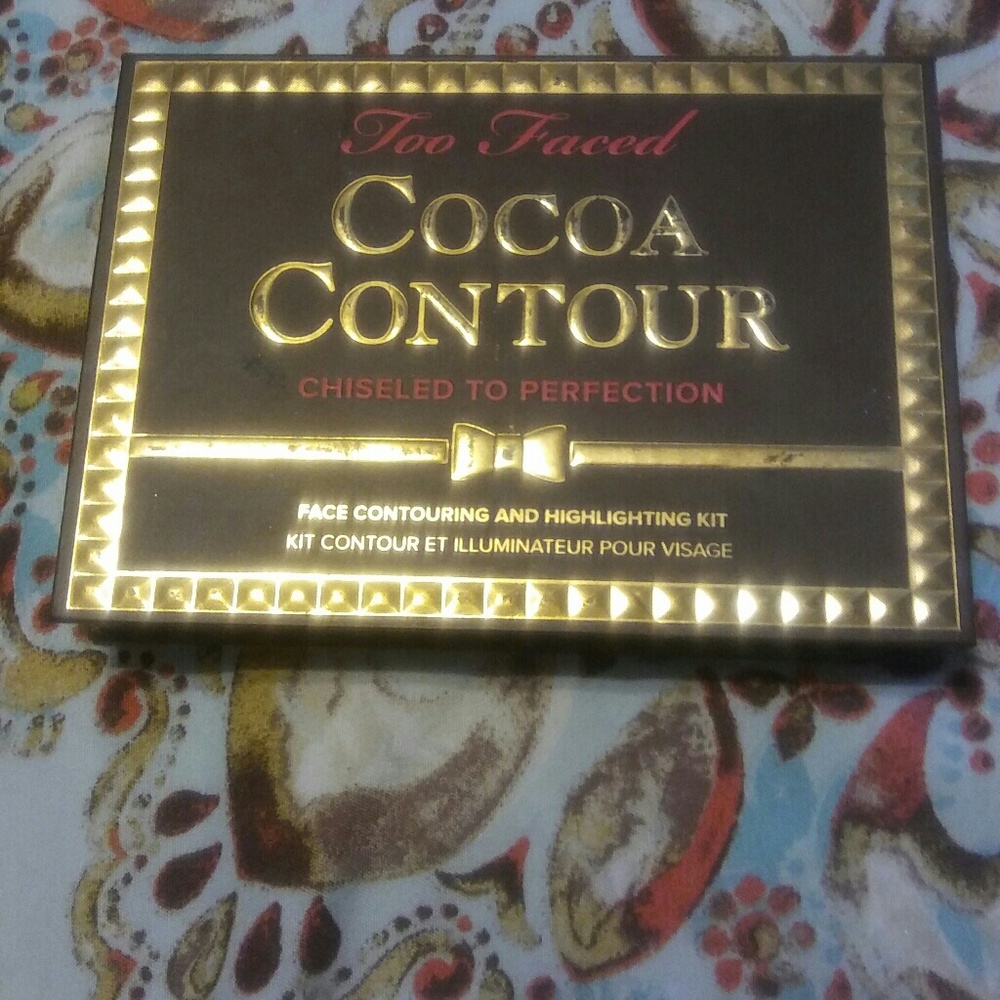 Too Faced
COCOA
CONTOUR
CHISELED TO PERFECTION
FACE CONTOURING AND HIGHLIGHTING KIT
KIT CONTOUR ET ILLUMINATEUR POUR VISAGE